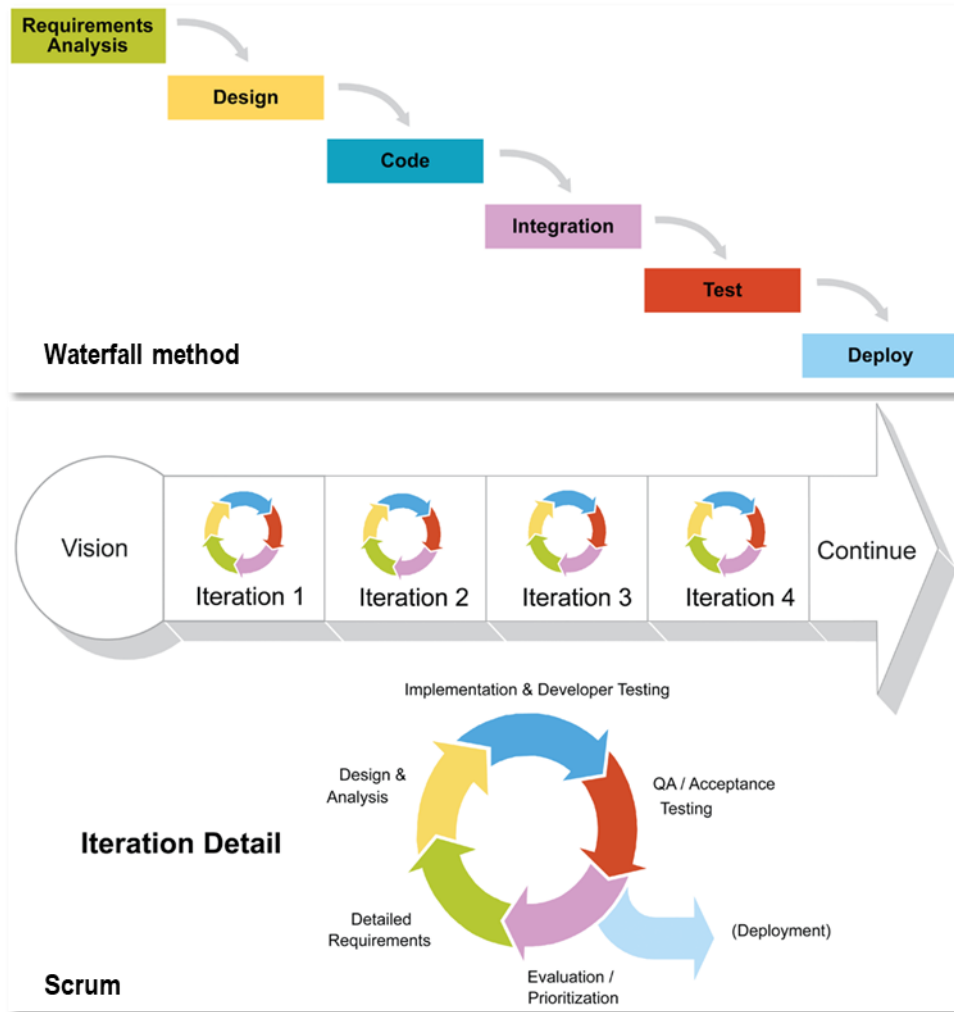 Requirements
Analysis
Design
Code
Integration
Test
Deploy
Waterfall method
Vision
Iteration 1
Iteration 2
Iteration 3
Iteration 4
Continue
Implementation & Developer Testing
Design &
Analysis
QA / Acceptance
Testing
Iteration Detail
Detailed
Requirements
(Deployment)
Evaluation /
Prioritization
Scrum